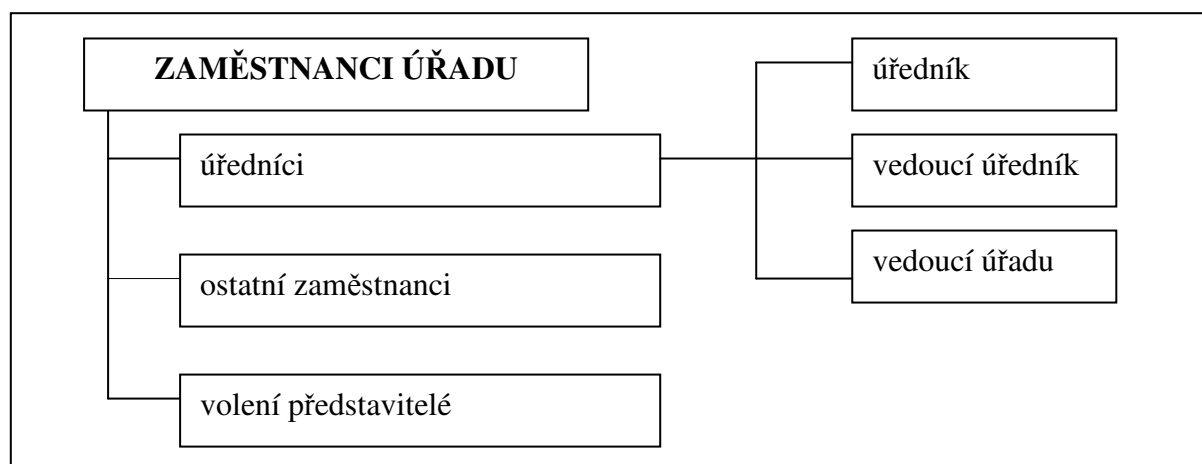 ZAMĚSTNANCI ÚŘADU
úředníci
ostatní zaměstnanci
volení představitelé
úředník
vedoucí úředník
vedoucí úřadu